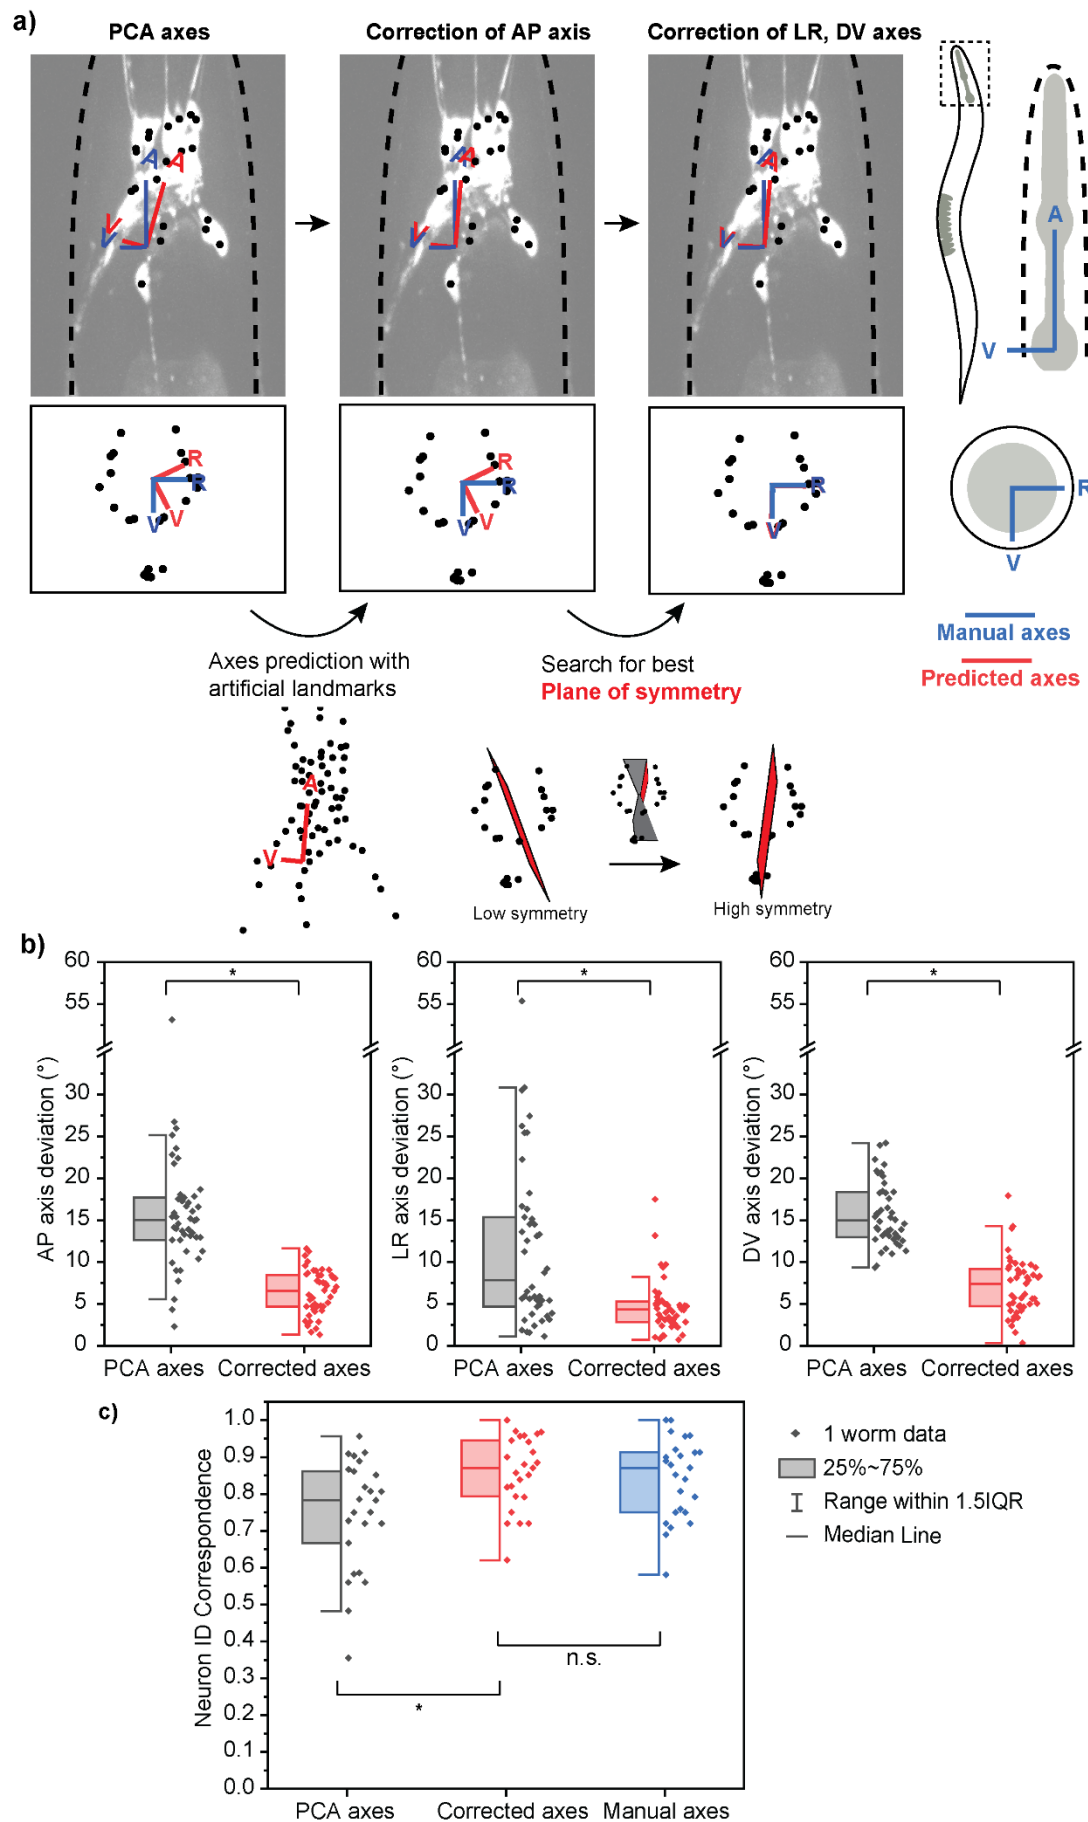 a)
PCA axes
Correction of AP axis
Correction of LR, DV axes
A
A
V
V
A
A
V
V
A
A
V
A
V
R
R
V
V
R
R
V
V
R
V
R
V
Manual axes
Predicted axes
Axes prediction with
artificial landmarks
Search for best
Plane of symmetry
A
V
Low symmetry
High symmetry
b)
60
55
30
25
20
15
10
5
0
AP axis deviation (°)
*
PCA axes
Corrected axes
60
55
30
25
20
15
10
5
0
LR axis deviation (°)
*
PCA axes
Corrected axes
60
55
30
25
20
15
10
5
0
DV axis deviation (°)
*
PCA axes
Corrected axes
c)
1.0
0.9
0.8
0.7
0.6
0.5
0.4
0.3
0.2
0.1
0.0
Neuron ID Correspondence
n.s.
*
PCA axes
Corrected axes
Manual axes
1 worm data
25%~75%
Range within 1.5IQR
Median Line